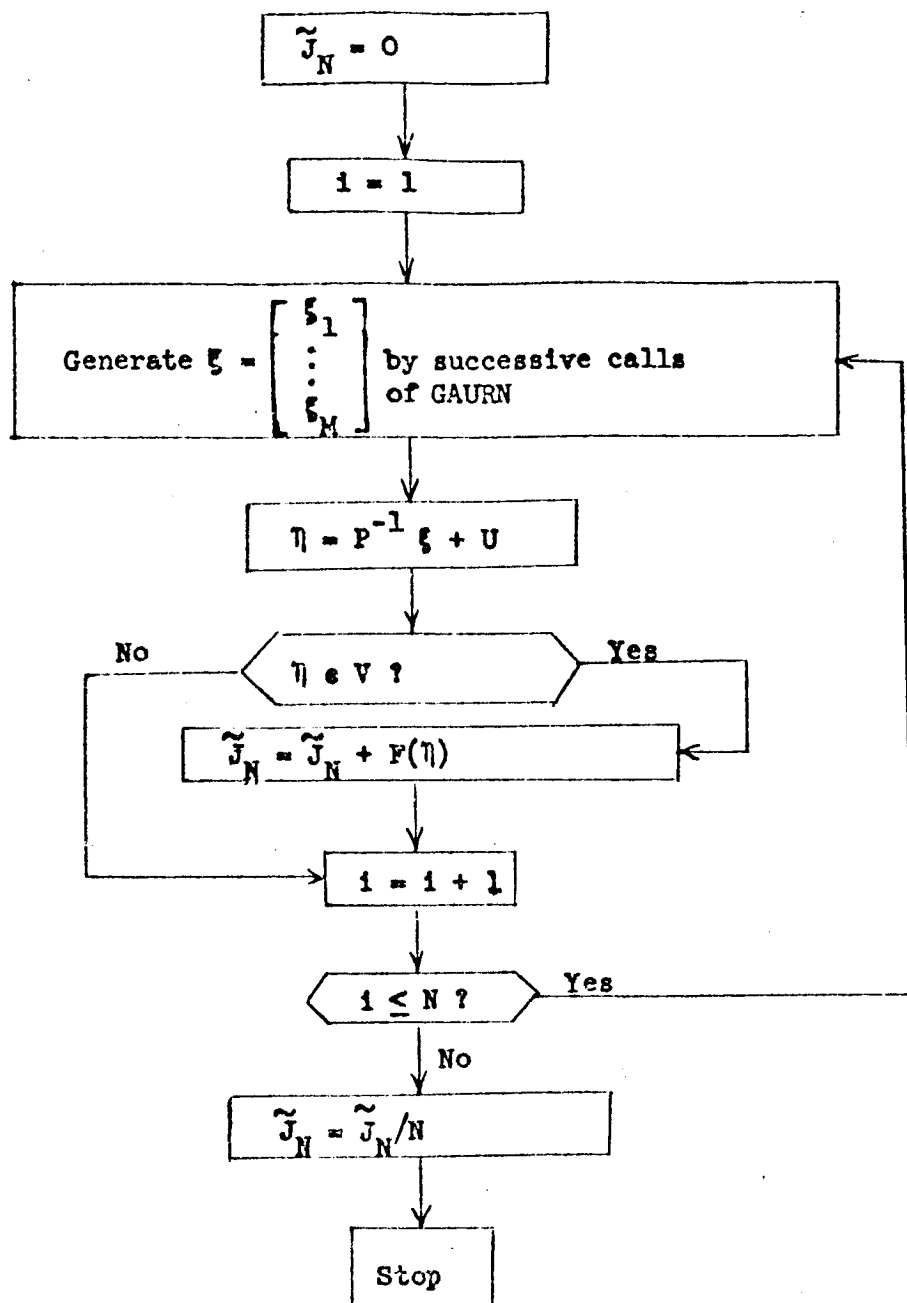 J̃_N = 0
i = 1
ξ_1
Generate ξ = : by successive calls
: of GAURN
ξ_M
η = P^-1 ξ + U
No
Yes
η ε V ?
J̃_N = J̃_N + F(η)
i = i + 1
i ≤ N ?
Yes
No
J̃_N = J̃_N/N
Stop